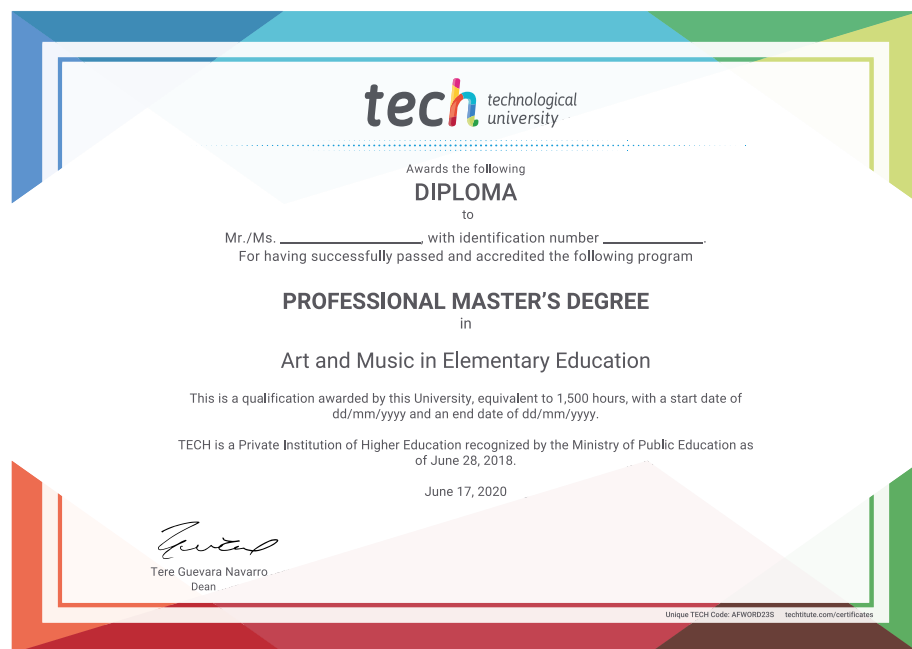 tech technological
university
Awards the following
DIPLOMA
to
Mr./Ms. ____________________, with identification number ______________.
For having successfully passed and accredited the following program
PROFESSIONAL MASTER'S DEGREE
in
Art and Music in Elementary Education
This is a qualification awarded by this University, equivalent to 1,500 hours, with a start date of
dd/mm/yyyy and an end date of dd/mm/yyyy.
TECH is a Private Institution of Higher Education recognized by the Ministry of Public Education as
of June 28, 2018.
June 17, 2020
Tere Guevara Navarro
Dean
Unique TECH Code: AFWORD23S techtitute.com/certificates